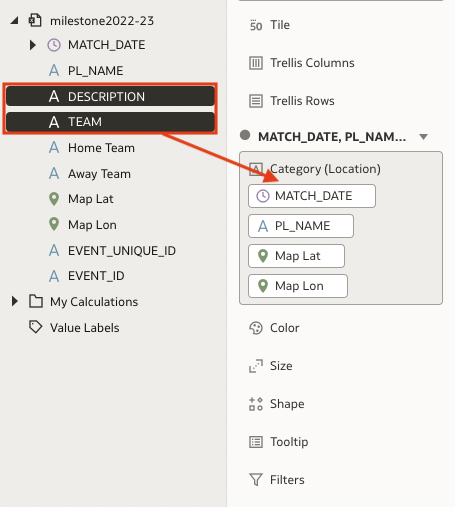 milestone2022-23
MATCH_DATE
PL_NAME
DESCRIPTION
TEAM
Home Team
Away Team
Map Lat
Map Lon
EVENT_UNIQUE_ID
EVENT_ID
My Calculations
Value Labels
50 Tile
Trellis Columns
Trellis Rows
MATCH_DATE, PL_NAM...
Category (Location)
MATCH_DATE
PL_NAME
Map Lat
Map Lon
Color
Size
Shape
Tooltip
Filters